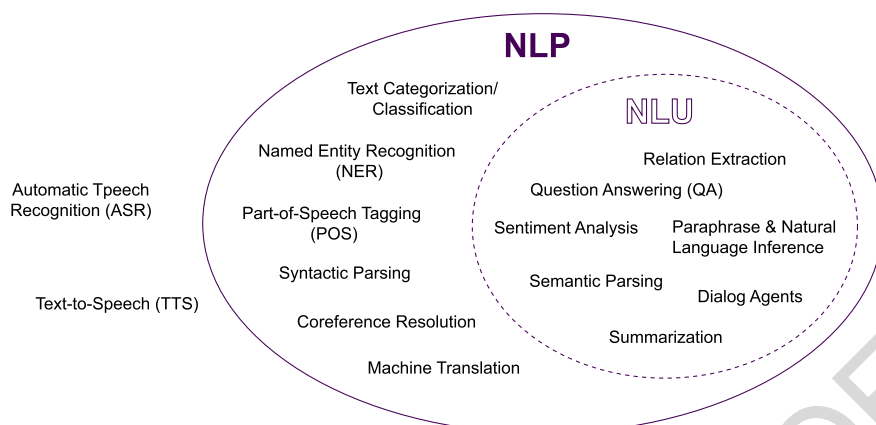 NLP
Text Categorization/
Classification
NLU
Named Entity Recognition
(NER)
Relation Extraction
Automatic Tpeech
Recognition (ASR)
Question Answering (QA)
Part-of-Speech Tagging
(POS)
Sentiment Analysis
Paraphrase & Natural
Language Inference
Syntactic Parsing
Semantic Parsing
Dialog Agents
Text-to-Speech (TTS)
Coreference Resolution
Summarization
Machine Translation